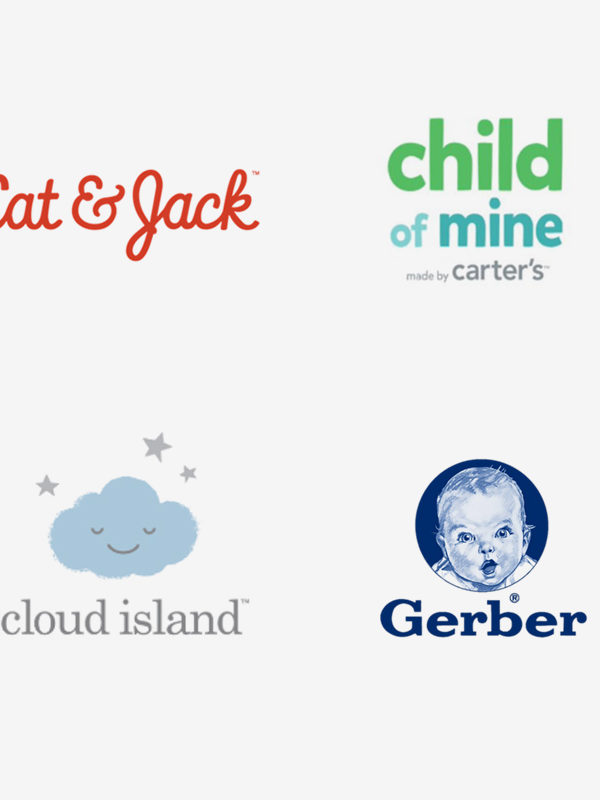 Cat & Jack™
child
of mine
made by carter's™
cloud island™
Gerber®